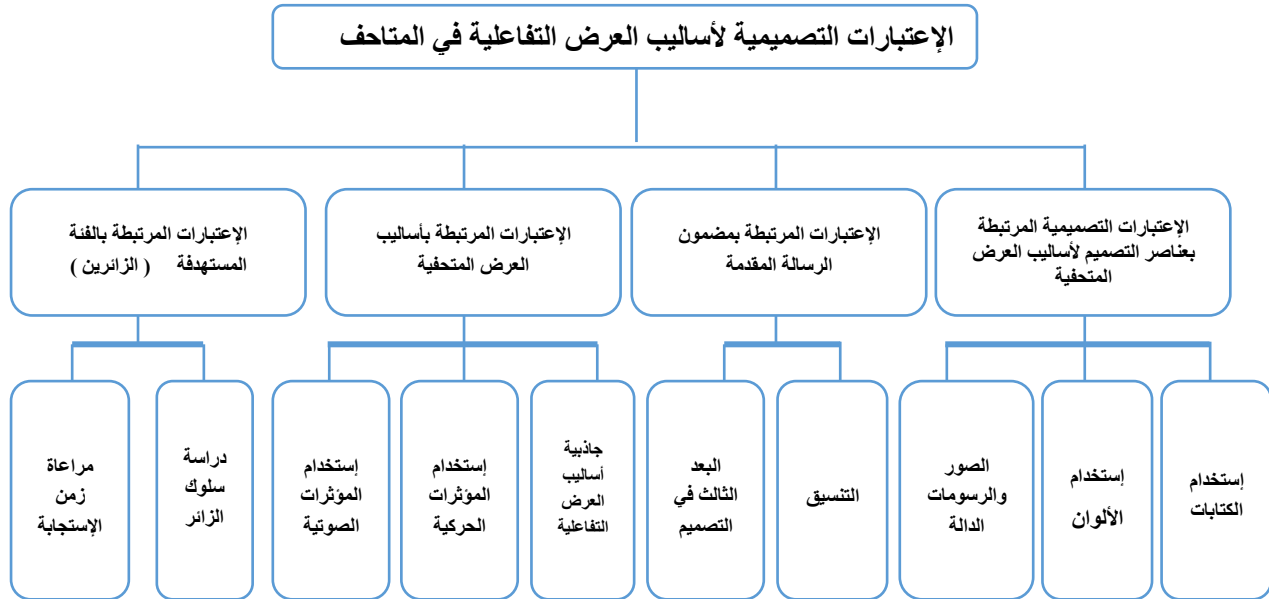 الإعتبارات التصميمية لأساليب العرض التفاعلية في المتاحف
الإعتبارات التصميمية المرتبطة
بعناصر التصميم لأساليب العرض
المتحفية
الإعتبارات المرتبطة بمضمون
الرسالة المقدمة
الإعتبارات المرتبطة بأساليب
العرض المتحفية
الإعتبارات المرتبطة بالفئة
المستهدفة ( الزائرين )
إستخدام
الكتابات
إستخدام
الألوان
الصور
والرسومات
الدالة
التنسيق
البعد
الثالث في
التصميم
جاذبية
أساليب
العرض
التفاعلية
إستخدام
المؤثرات
الحركية
إستخدام
المؤثرات
الصوتية
دراسة
سلوك
الزائر
مراعاة
زمن
الإستجابة